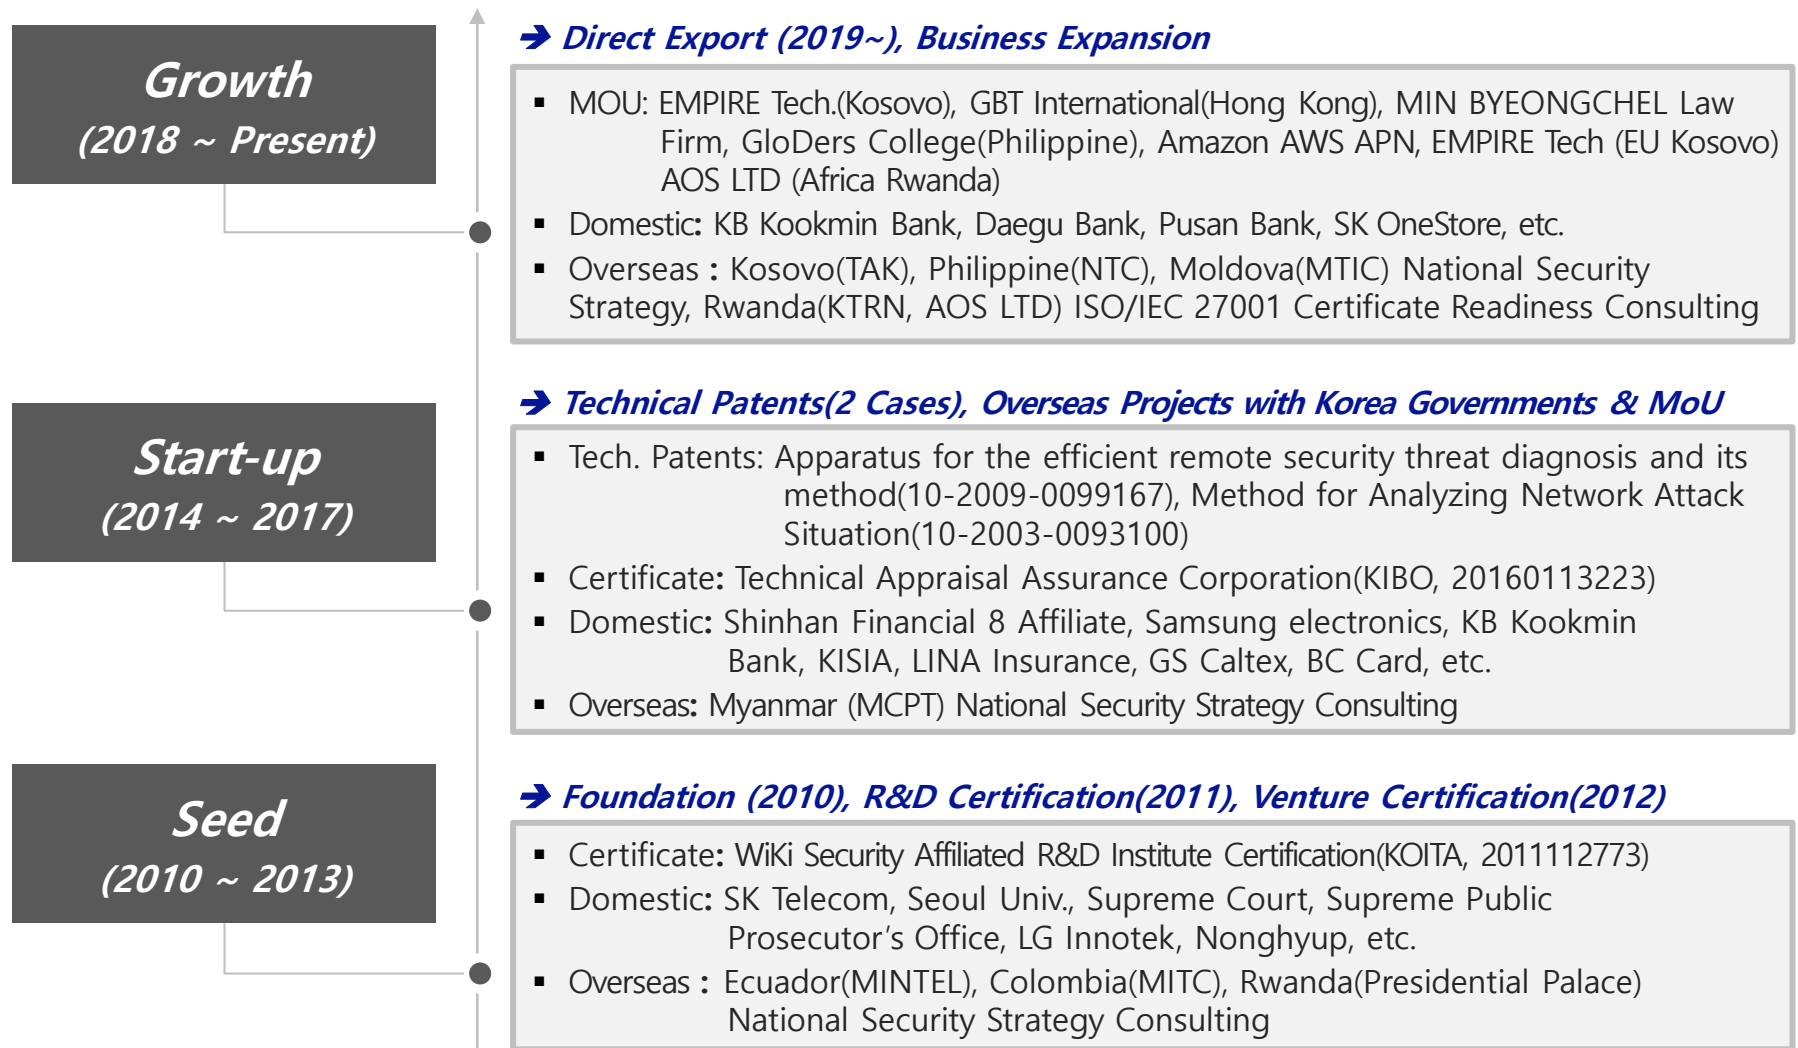 Growth
(2018 ~ Present)
➔ Direct Export (2019~), Business Expansion
▪ MOU: EMPIRE Tech.(Kosovo), GBT International(Hong Kong), MIN BYEONGCHEL Law
Firm, GloDers College(Philippine), Amazon AWS APN, EMPIRE Tech (EU Kosovo)
AOS LTD (Africa Rwanda)
▪ Domestic: KB Kookmin Bank, Daegu Bank, Pusan Bank, SK OneStore, etc.
▪ Overseas : Kosovo(TAK), Philippine(NTC), Moldova(MTIC) National Security
Strategy, Rwanda(KTRN, AOS LTD) ISO/IEC 27001 Certificate Readiness Consulting
Start-up
(2014 ~ 2017)
➔ Technical Patents(2 Cases), Overseas Projects with Korea Governments & MoU
▪ Tech. Patents: Apparatus for the efficient remote security threat diagnosis and its
method(10-2009-0099167), Method for Analyzing Network Attack
Situation(10-2003-0093100)
▪ Certificate: Technical Appraisal Assurance Corporation(KIBO, 20160113223)
▪ Domestic: Shinhan Financial 8 Affiliate, Samsung electronics, KB Kookmin
Bank, KISIA, LINA Insurance, GS Caltex, BC Card, etc.
▪ Overseas: Myanmar (MCPT) National Security Strategy Consulting
Seed
(2010 ~ 2013)
➔ Foundation (2010), R&D Certification(2011), Venture Certification(2012)
▪ Certificate: WiKi Security Affiliated R&D Institute Certification(KOITA, 2011112773)
▪ Domestic: SK Telecom, Seoul Univ., Supreme Court, Supreme Public
Prosecutor’s Office, LG Innotek, Nonghyup, etc.
▪ Overseas : Ecuador(MINTEL), Colombia(MITC), Rwanda(Presidential Palace)
National Security Strategy Consulting